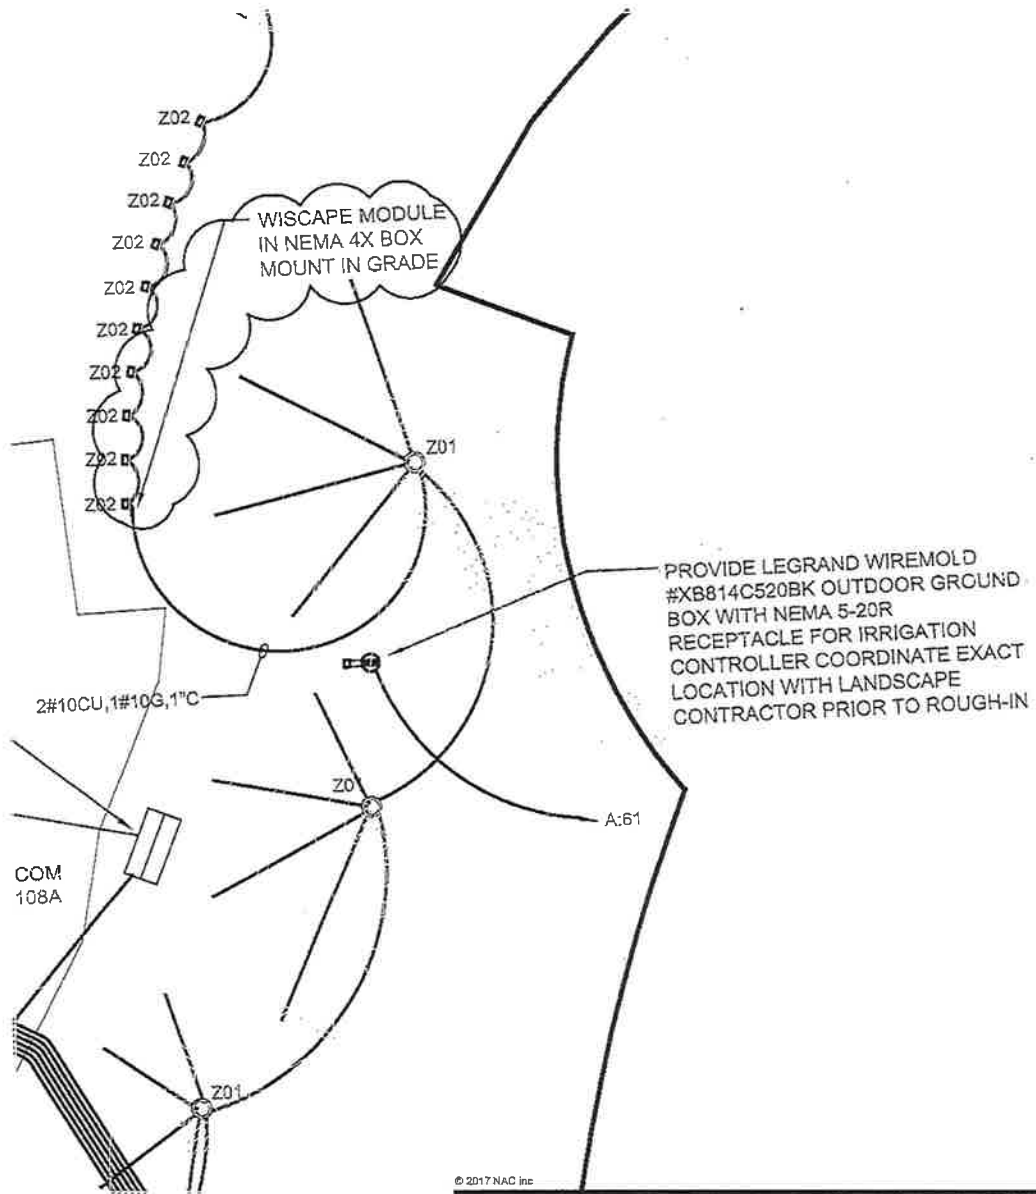 Z02
Z02
Z02
Z02
Z02
Z02
Z02
Z02
Z02
Z02
WISCAPE MODULE
IN NEMA 4X BOX
MOUNT IN GRADE
Z01
PROVIDE LEGRAND WIREMOLD
#XB814C520BK OUTDOOR GROUND
BOX WITH NEMA 5-20R
RECEPTACLE FOR IRRIGATION
CONTROLLER COORDINATE EXACT
LOCATION WITH LANDSCAPE
CONTRACTOR PRIOR TO ROUGH-IN
2#10CU,1#10G,1"C
Z0
A:61
COM
108A
Z01
© 2017 NAC inc